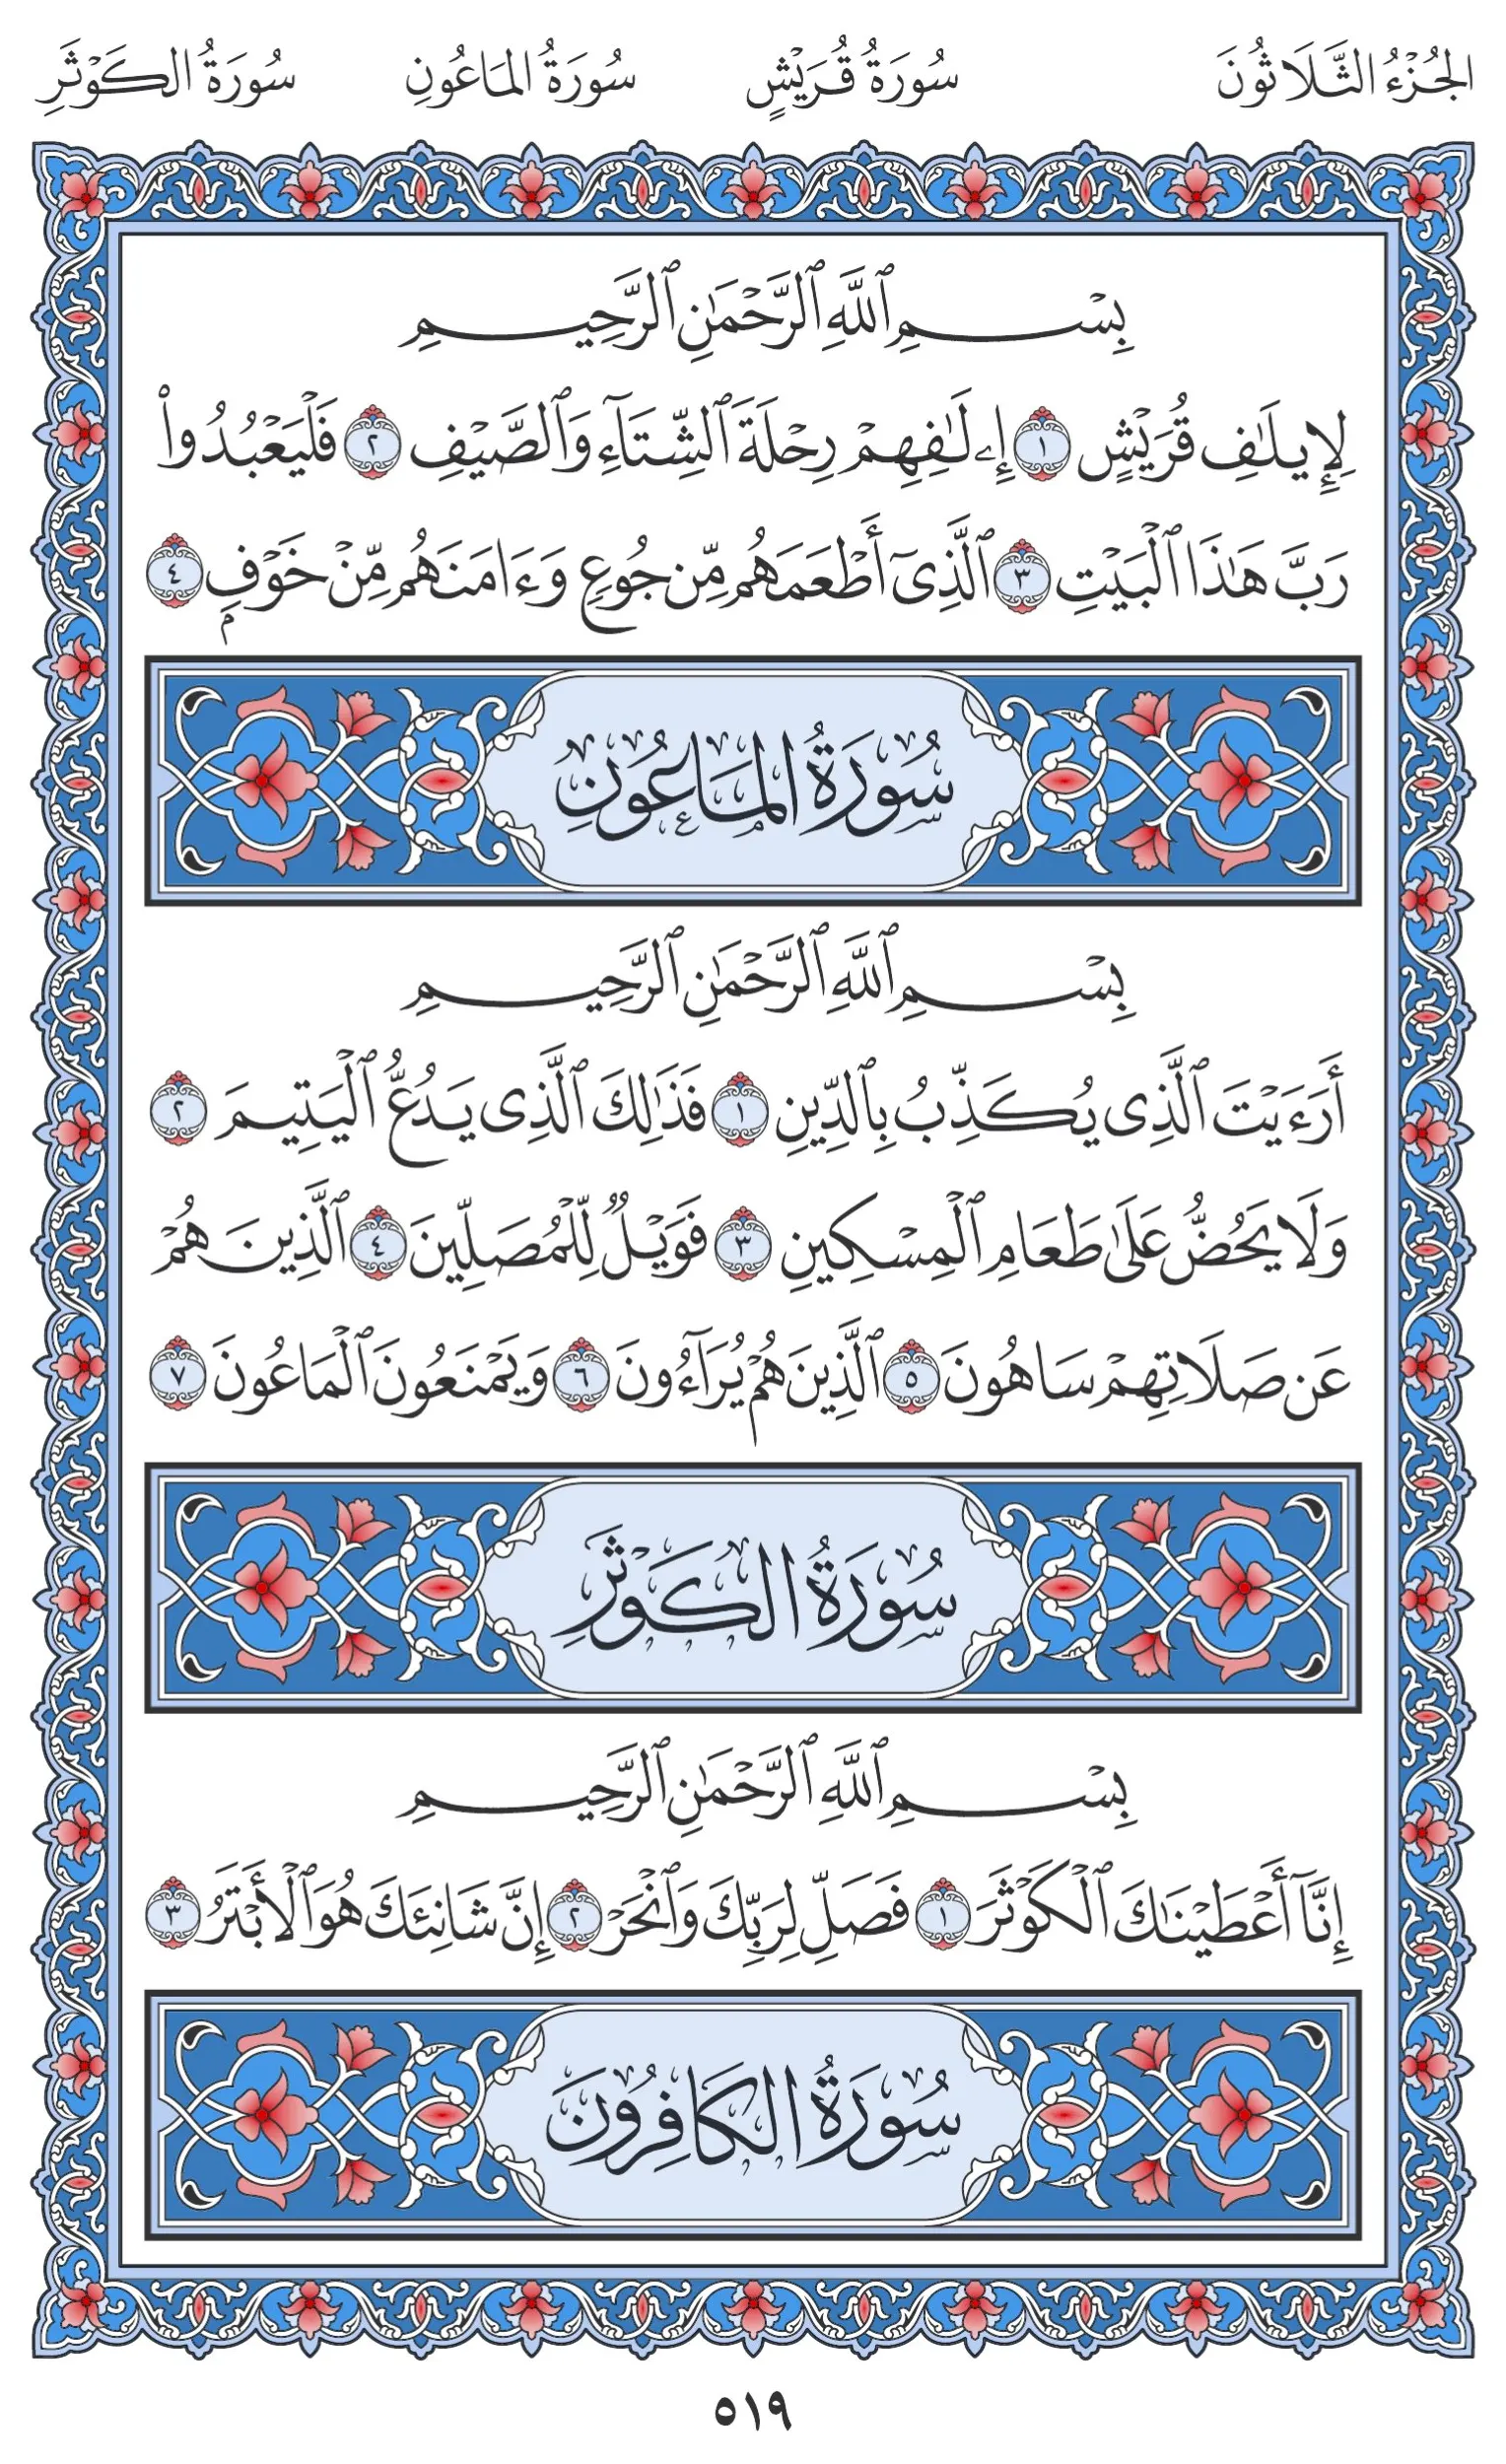 الجُزْءُ الثَّلَاثُونَ سُورَةُ قُرَيْشٍ سُورَةُ المَاعُونِ سُورَةُ الكَوْثَرِ
بِسْمِ ٱللَّهِ ٱلرَّحْمَٰنِ ٱلرَّحِيمِ
لِإِيلَٰفِ قُرَيْشٍ ١ إِۦلَٰفِهِمْ رِحْلَةَ ٱلشِّتَآءِ وَٱلصَّيْفِ ٢ فَلْيَعْبُدُوا۟
رَبَّ هَٰذَا ٱلْبَيْتِ ٣ ٱلَّذِىٓ أَطْعَمَهُم مِّن جُوعٍ وَءَامَنَهُم مِّنْ خَوْفٍۭ ٤
سُورَةُ المَاعُونِ
بِسْمِ ٱللَّهِ ٱلرَّحْمَٰنِ ٱلرَّحِيمِ
أَرَءَيْتَ ٱلَّذِى يُكَذِّبُ بِٱلدِّينِ ١ فَذَٰلِكَ ٱلَّذِى يَدُعُّ ٱلْيَتِيمَ ٢
وَلَا يَحُضُّ عَلَىٰ طَعَامِ ٱلْمِسْكِينِ ٣ فَوَيْلٌ لِّلْمُصَلِّينَ ٤ ٱلَّذِينَ هُمْ
عَن صَلَاتِهِمْ سَاهُونَ ٥ ٱلَّذِينَ هُمْ يُرَآءُونَ ٦ وَيَمْنَعُونَ ٱلْمَاعُونَ ٧
سُورَةُ الكَوْثَرِ
بِسْمِ ٱللَّهِ ٱلرَّحْمَٰنِ ٱلرَّحِيمِ
إِنَّآ أَعْطَيْنَٰكَ ٱلْكَوْثَرَ ١ فَصَلِّ لِرَبِّكَ وَٱنْحَرْ ٢ إِنَّ شَانِئَكَ هُوَ ٱلْأَبْتَرُ ٣
سُورَةُ الكَافِرُونَ
٥١٩